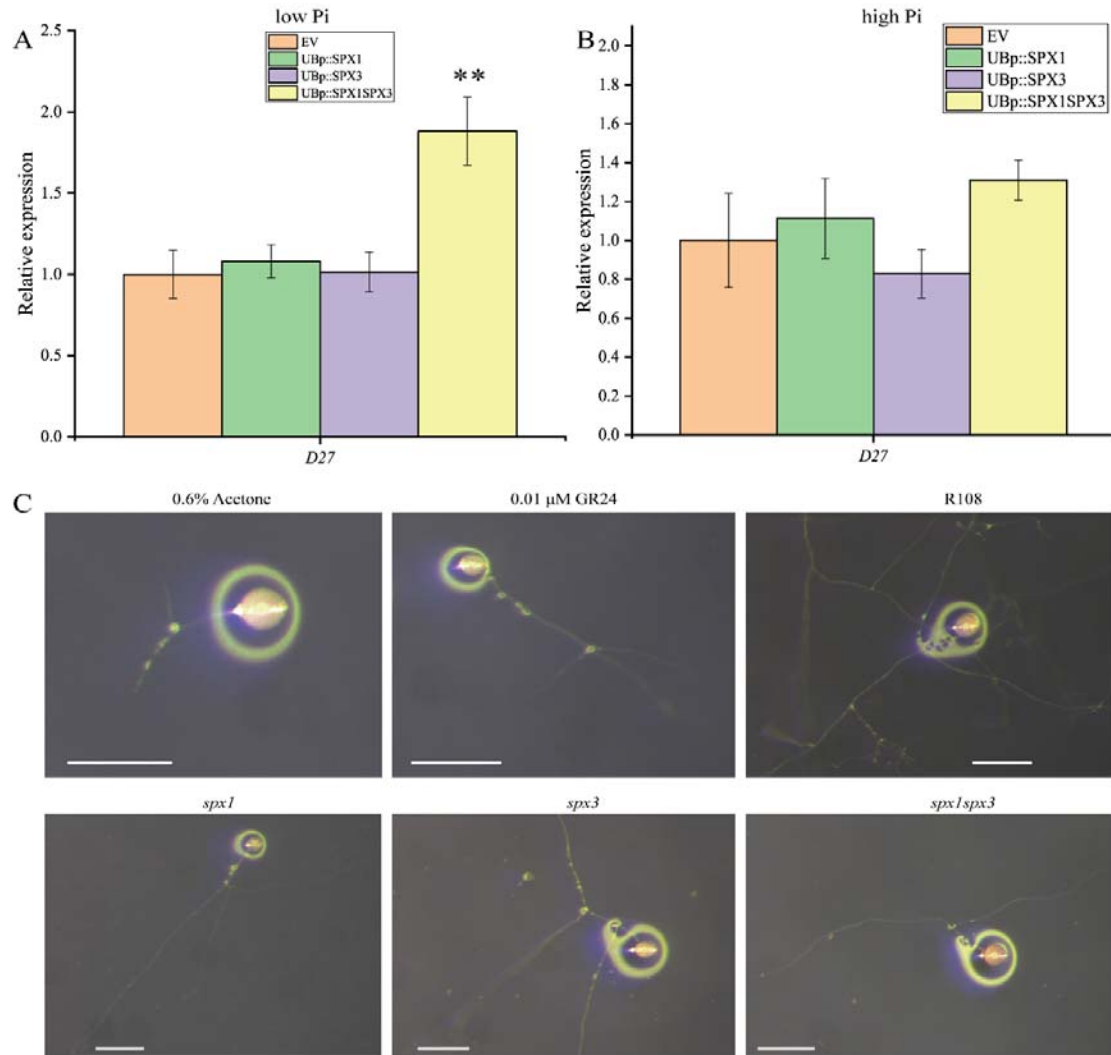 A
low Pi
EV
UBp::SPX1
UBp::SPX3
UBp::SPX1SPX3
**
Relative expression
2.5
2.0
1.5
1.0
0.5
0.0
D27
B
high Pi
EV
UBp::SPX1
UBp::SPX3
UBp::SPX1SPX3
Relative expression
2.0
1.8
1.6
1.4
1.2
1.0
0.8
0.6
0.4
0.2
0.0
D27
C
0.6% Acetone
0.01 μM GR24
R108
spx1
spx3
spx1spx3